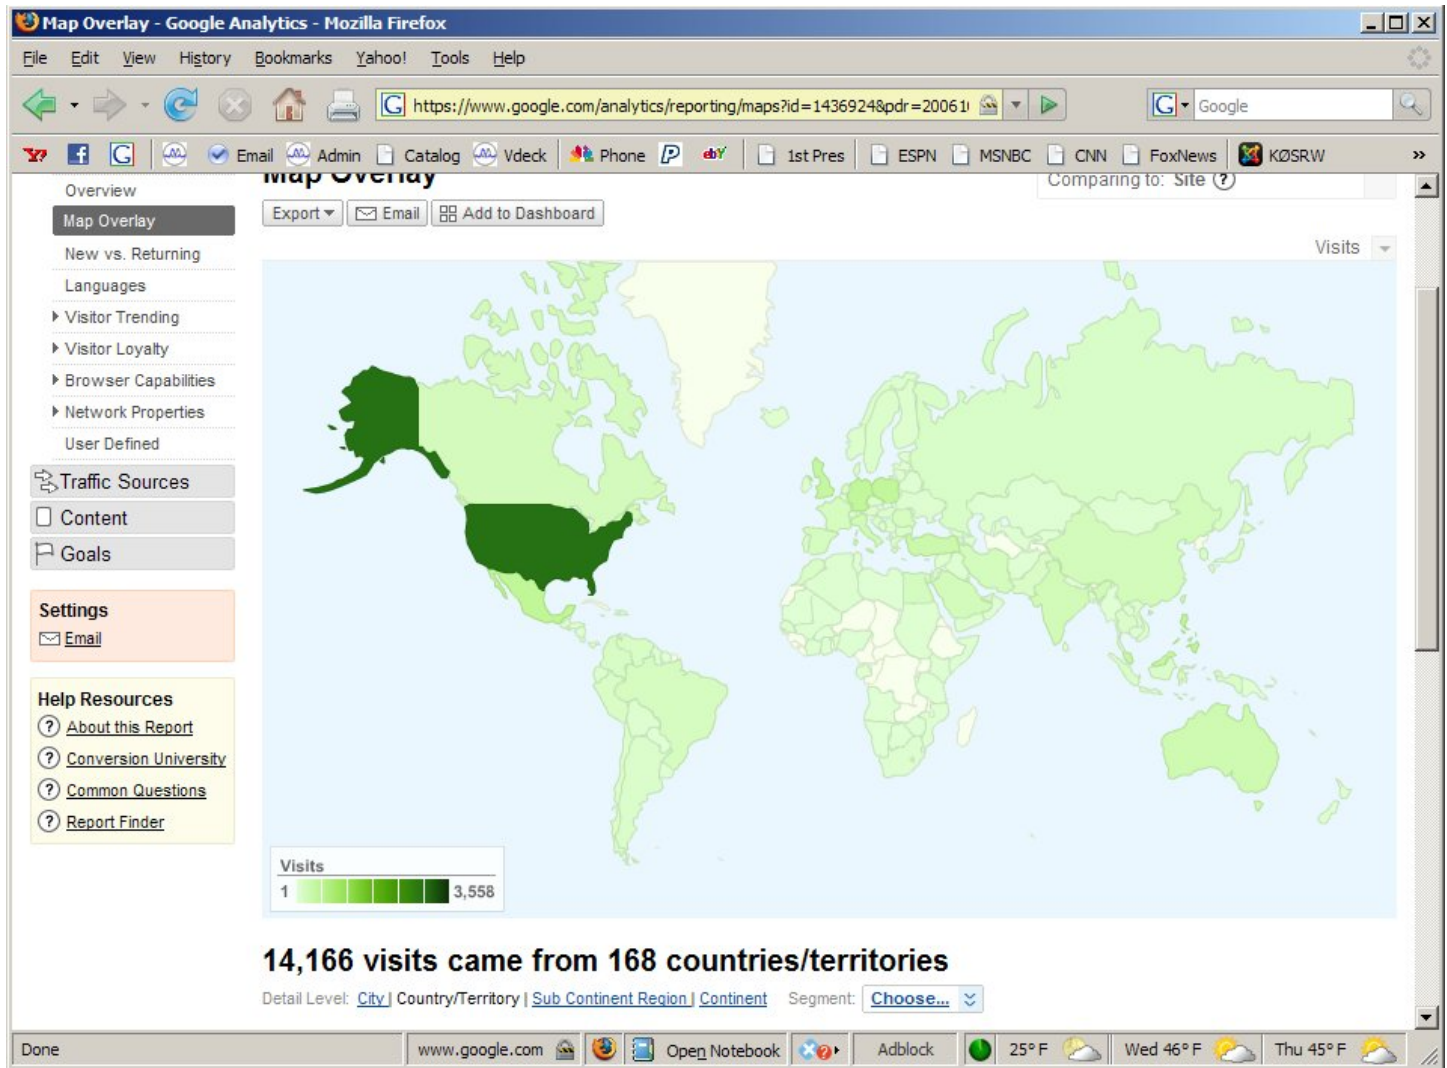 Map Overlay - Google Analytics - Mozilla Firefox
File Edit View History Bookmarks Yahoo! Tools Help
https://www.google.com/analytics/reporting/maps?id=1436924&pdr=20061 Google
Email Admin Catalog Vdeck Phone P ebY 1st Pres ESPN MSNBC CNN FoxNews KØSRW »
Overview
Map Overlay
New vs. Returning
Languages
Visitor Trending
Visitor Loyalty
Browser Capabilities
Network Properties
User Defined
Traffic Sources
Content
Goals
Settings
Email
Help Resources
About this Report
Conversion University
Common Questions
Report Finder
Map Overlay
Comparing to: Site
Export Email Add to Dashboard
Visits
Visits
1 3,558
14,166 visits came from 168 countries/territories
Detail Level: City | Country/Territory | Sub Continent Region | Continent Segment: Choose...
Done www.google.com Open Notebook Adblock 25° F Wed 46° F Thu 45° F